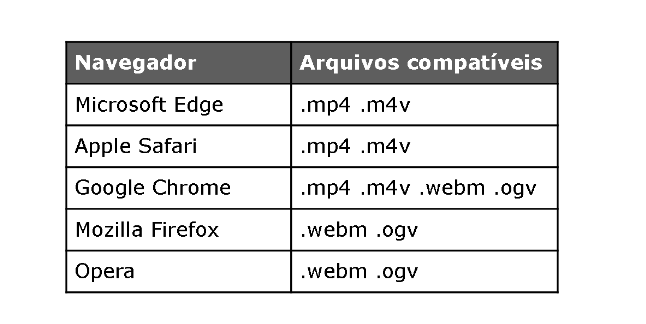 Navegador Arquivos compatíveis
Microsoft Edge .mp4 .m4v
Apple Safari .mp4 .m4v
Google Chrome .mp4 .m4v .webm .ogv
Mozilla Firefox .webm .ogv
Opera .webm .ogv